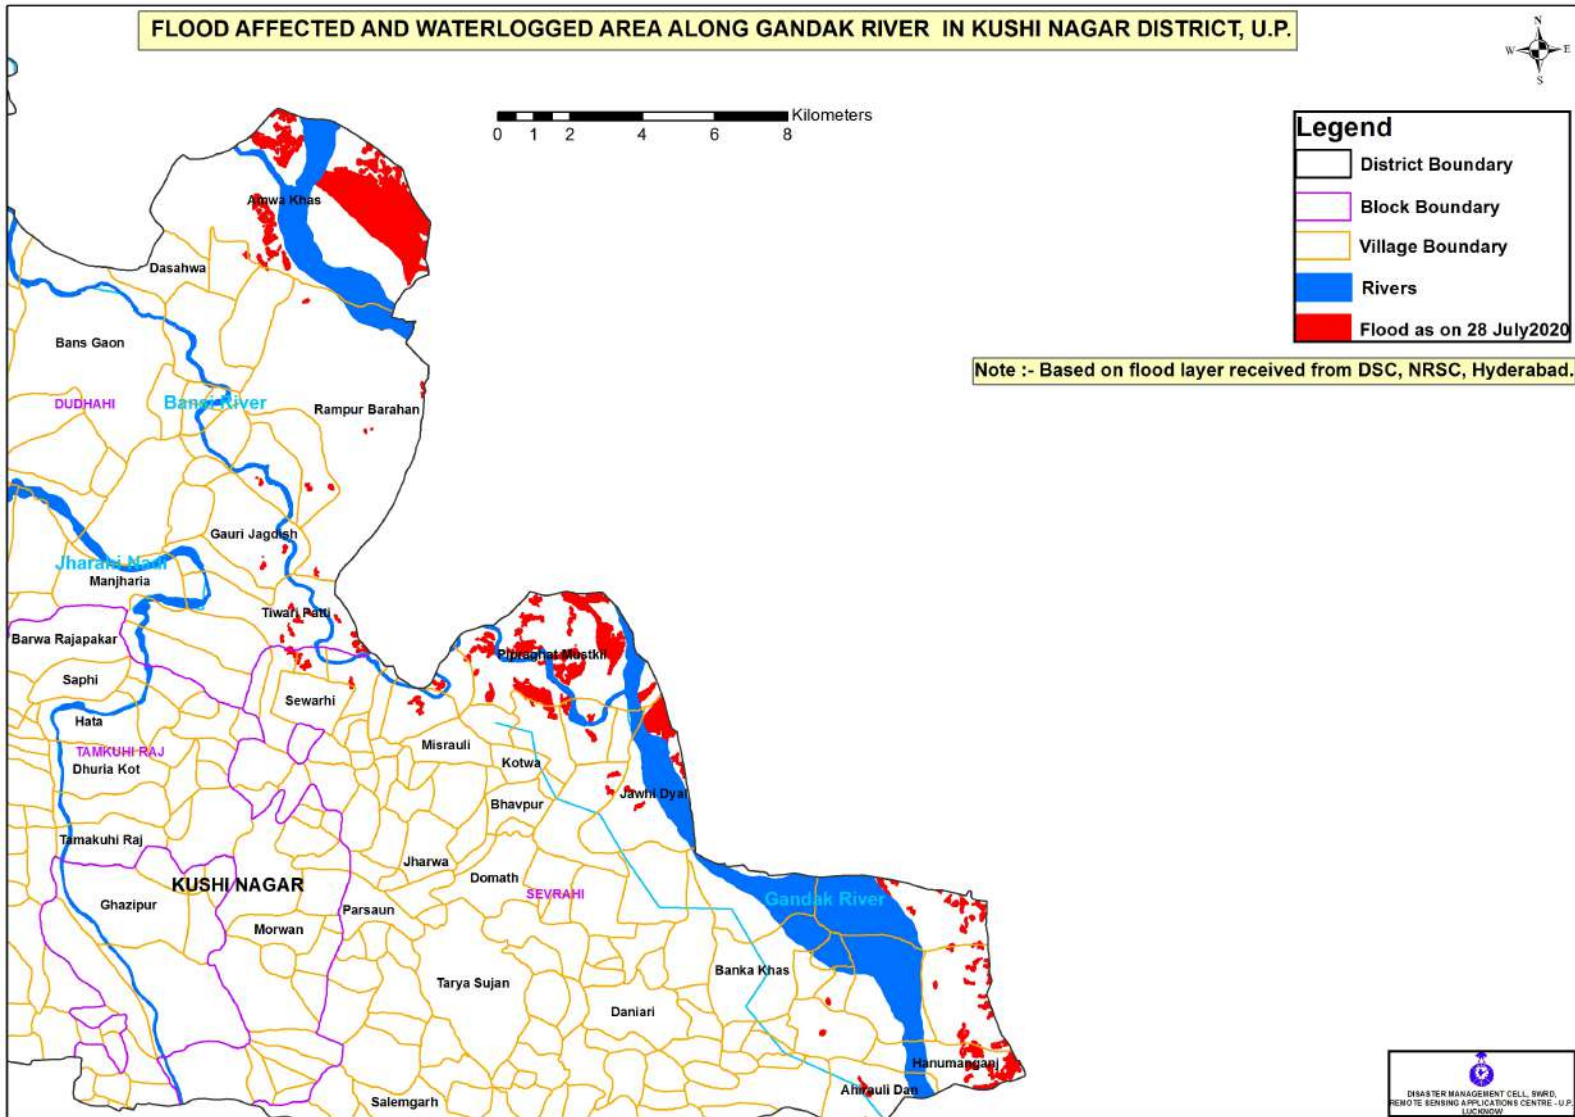 FLOOD AFFECTED AND WATERLOGGED AREA ALONG GANDAK RIVER IN KUSHI NAGAR DISTRICT, U.P.
N
W E
S
Kilometers
0 1 2 4 6 8
Legend
District Boundary
Block Boundary
Village Boundary
Rivers
Flood as on 28 July2020
Note :- Based on flood layer received from DSC, NRSC, Hyderabad.
Amwa Khas
Dasahwa
Bans Gaon
DUDHAHI
Bansi River
Rampur Barahan
Gauri Jagdish
Jharahi Nadi
Manjharia
Tiwari Patti
Barwa Rajapakar
Pipraghat Mustkil
Saphi
Sewarhi
Hata
Misrauli
TAMKUHI RAJ
Dhuria Kot
Kotwa
Jawhi Dyal
Bhavpur
Tamakuhi Raj
Jharwa
Domath
KUSHI NAGAR
SEVRAHI
Gandak River
Ghazipur
Parsaun
Morwan
Banka Khas
Tarya Sujan
Daniari
Hanumanganj
Ahirauli Dan
Salemgarh
DISASTER MANAGEMENT CELL, SWRD,
REMOTE SENSING APPLICATIONS CENTRE - U.P.
LUCKNOW